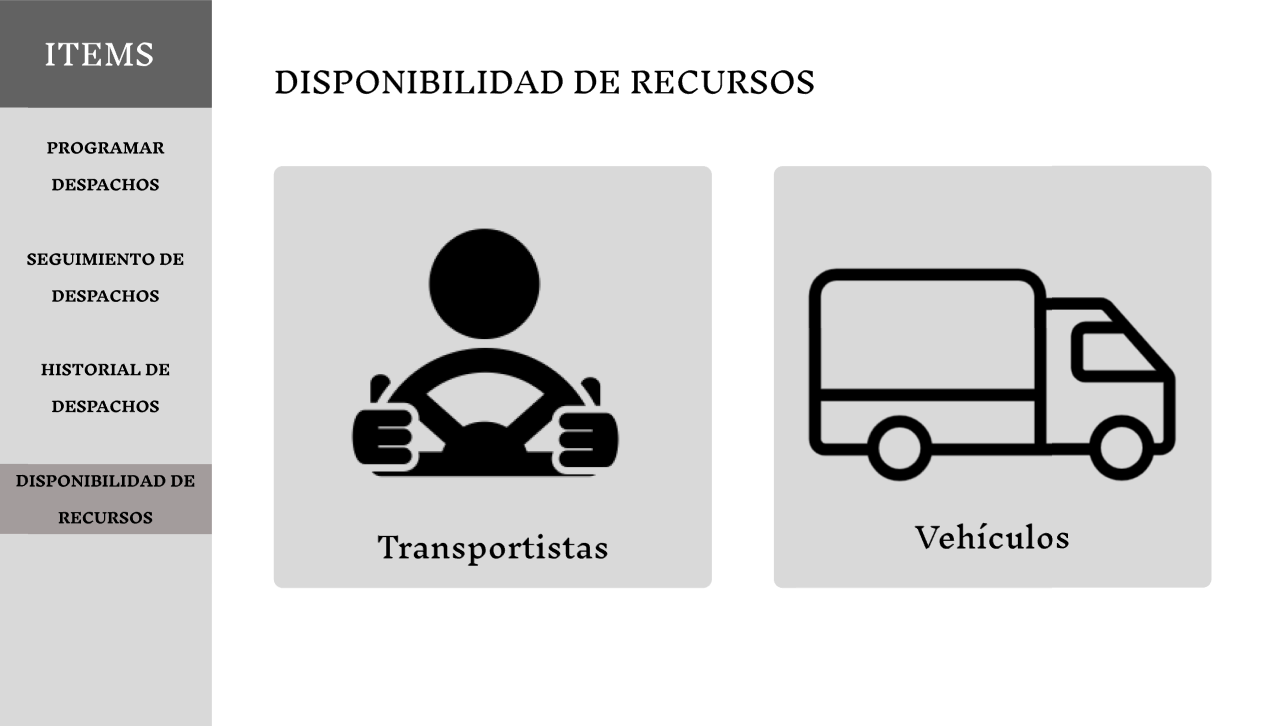 ITEMS
PROGRAMAR
DESPACHOS
SEGUIMIENTO DE
DESPACHOS
HISTORIAL DE
DESPACHOS
DISPONIBILIDAD DE
RECURSOS
DISPONIBILIDAD DE RECURSOS
Transportistas
Vehículos